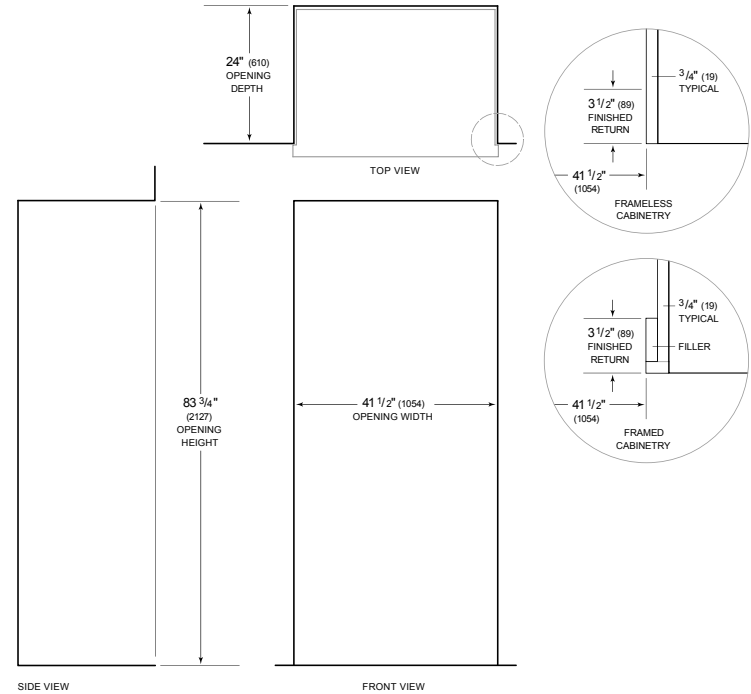 24" (610)
OPENING
DEPTH
TOP VIEW
3/4" (19)
TYPICAL
3 1/2" (89)
FINISHED
RETURN
41 1/2"
(1054)
FRAMELESS
CABINETRY
3/4" (19)
TYPICAL
3 1/2" (89)
FINISHED
RETURN
FILLER
41 1/2"
(1054)
FRAMED
CABINETRY
83 3/4"
(2127)
OPENING
HEIGHT
41 1/2" (1054)
OPENING WIDTH
SIDE VIEW
FRONT VIEW